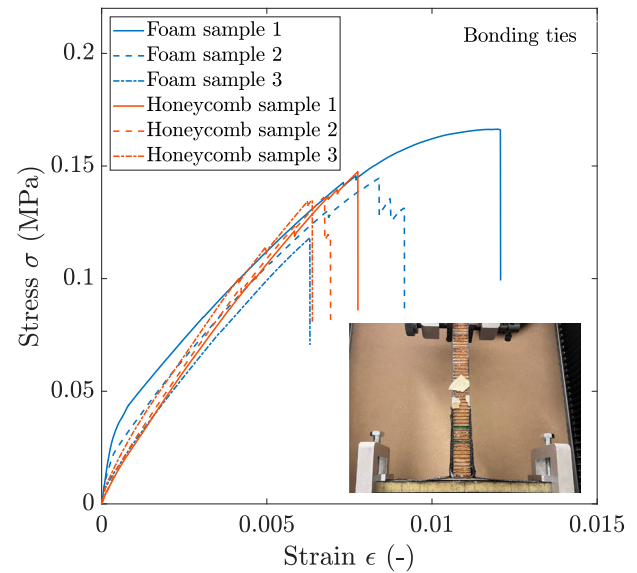 Bonding ties
Foam sample 1
Foam sample 2
Foam sample 3
Honeycomb sample 1
Honeycomb sample 2
Honeycomb sample 3
0.2
0.15
0.1
0.05
0
Stress σ (MPa)
0
0.005
0.01
0.015
Strain ϵ (-)